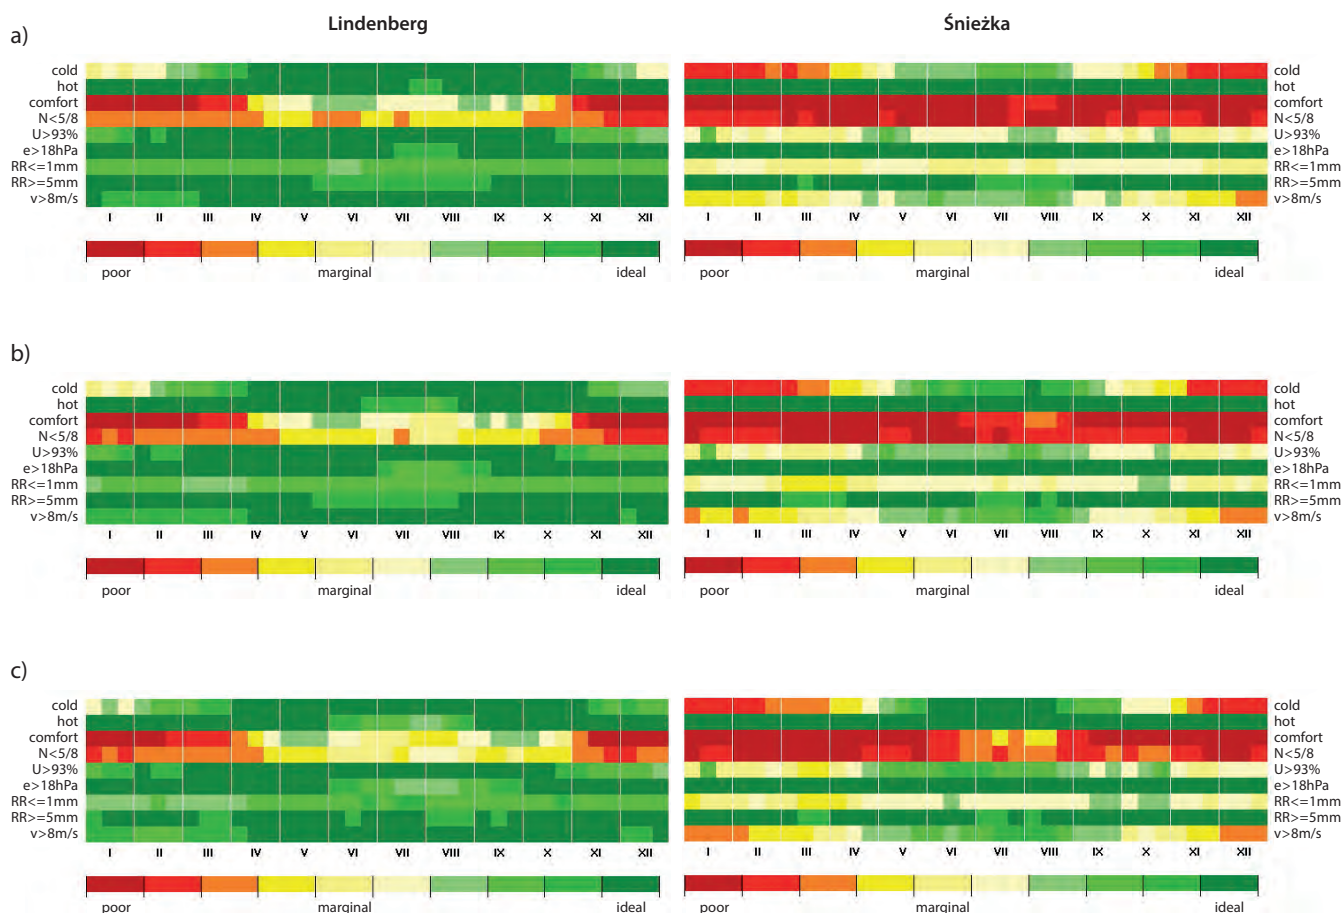 Lindenberg
Śnieżka
a)
cold
hot
comfort
N<5/8
U>93%
e>18hPa
RR<=1mm
RR>=5mm
v>8m/s
I II III IV V VI VII VIII IX X XI XII
poor marginal ideal
cold
hot
comfort
N<5/8
U>93%
e>18hPa
RR<=1mm
RR>=5mm
v>8m/s
I II III IV V VI VII VIII IX X XI XII
poor marginal ideal
b)
cold
hot
comfort
N<5/8
U>93%
e>18hPa
RR<=1mm
RR>=5mm
v>8m/s
I II III IV V VI VII VIII IX X XI XII
poor marginal ideal
cold
hot
comfort
N<5/8
U>93%
e>18hPa
RR<=1mm
RR>=5mm
v>8m/s
I II III IV V VI VII VIII IX X XI XII
poor marginal ideal
c)
cold
hot
comfort
N<5/8
U>93%
e>18hPa
RR<=1mm
RR>=5mm
v>8m/s
I II III IV V VI VII VIII IX X XI XII
poor marginal ideal
cold
hot
comfort
N<5/8
U>93%
e>18hPa
RR<=1mm
RR>=5mm
v>8m/s
I II III IV V VI VII VIII IX X XI XII
poor marginal ideal